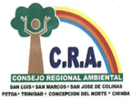 C.R.A.
CONSEJO REGIONAL AMBIENTAL
SAN LUIS • SAN MARCOS • SAN JOSE DE COLINAS
PETOA • TRINIDAD • CONCEPCION DEL NORTE • CHINDA